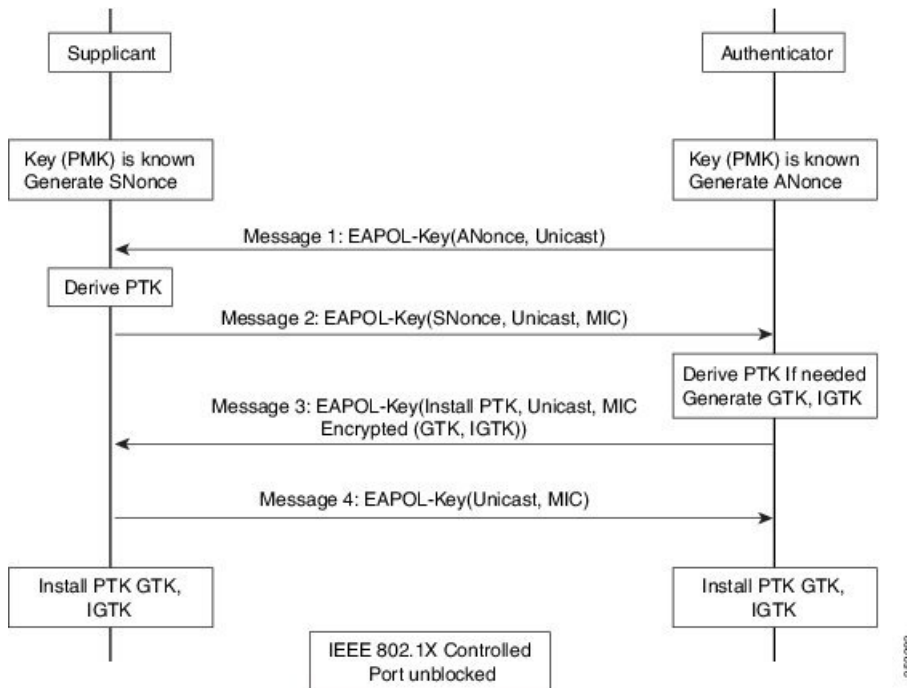 Supplicant
Authenticator
Key (PMK) is known
Generate SNonce
Key (PMK) is known
Generate ANonce
Message 1: EAPOL-Key(ANonce, Unicast)
Derive PTK
Message 2: EAPOL-Key(SNonce, Unicast, MIC)
Derive PTK If needed
Generate GTK, IGTK
Message 3: EAPOL-Key(Install PTK, Unicast, MIC
Encrypted (GTK, IGTK))
Message 4: EAPOL-Key(Unicast, MIC)
Install PTK GTK,
IGTK
Install PTK GTK,
IGTK
IEEE 802.1X Controlled
Port unblocked